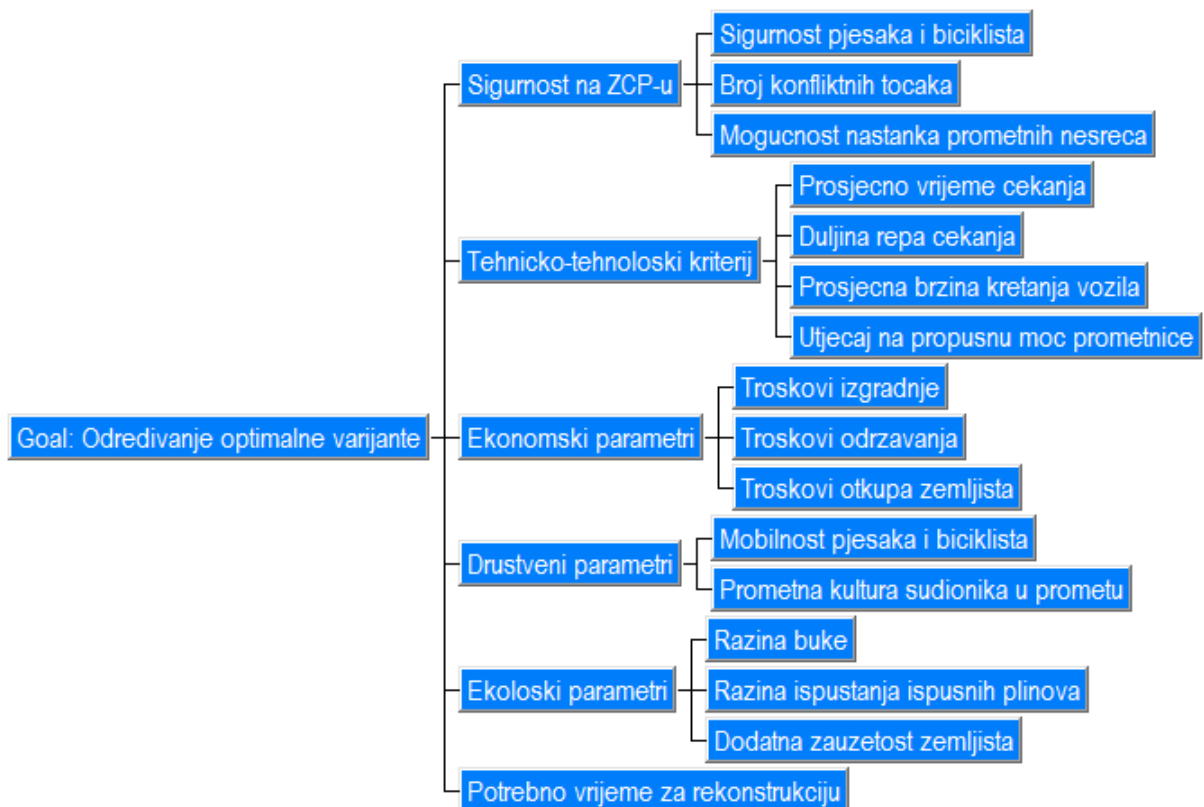 Goal: Odredivanje optimalne varijante
Sigurnost na ZCP-u
Sigurnost pjesaka i biciklista
Broj konfliktnih tocaka
Mogucnost nastanka prometnih nesreca
Tehnicko-tehnoloski kriterij
Prosjecno vrijeme cekanja
Duljina repa cekanja
Prosjecna brzina kretanja vozila
Utjecaj na propusnu moc prometnice
Ekonomski parametri
Troskovi izgradnje
Troskovi odrzavanja
Troskovi otkupa zemljista
Drustveni parametri
Mobilnost pjesaka i biciklista
Prometna kultura sudionika u prometu
Ekoloski parametri
Razina buke
Razina ispustanja ispusnih plinova
Dodatna zauzetost zemljista
Potrebno vrijeme za rekonstrukciju